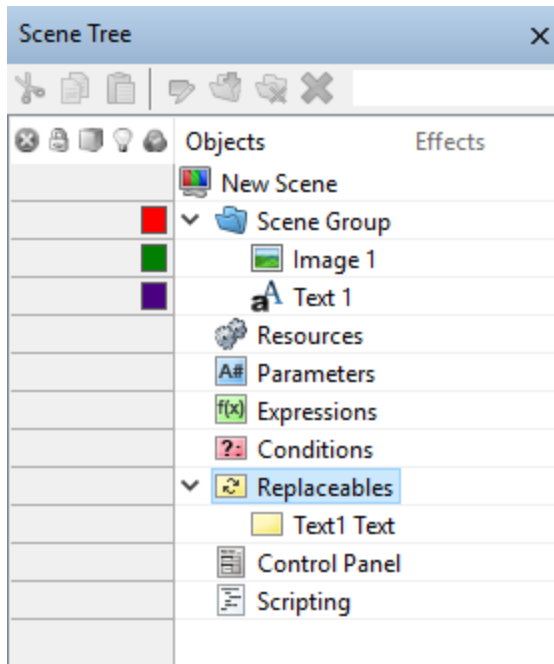 Scene Tree
Objects Effects
New Scene
Scene Group
Image 1
aA Text 1
Resources
A# Parameters
f(x) Expressions
?: Conditions
Replaceables
Text1 Text
Control Panel
Scripting